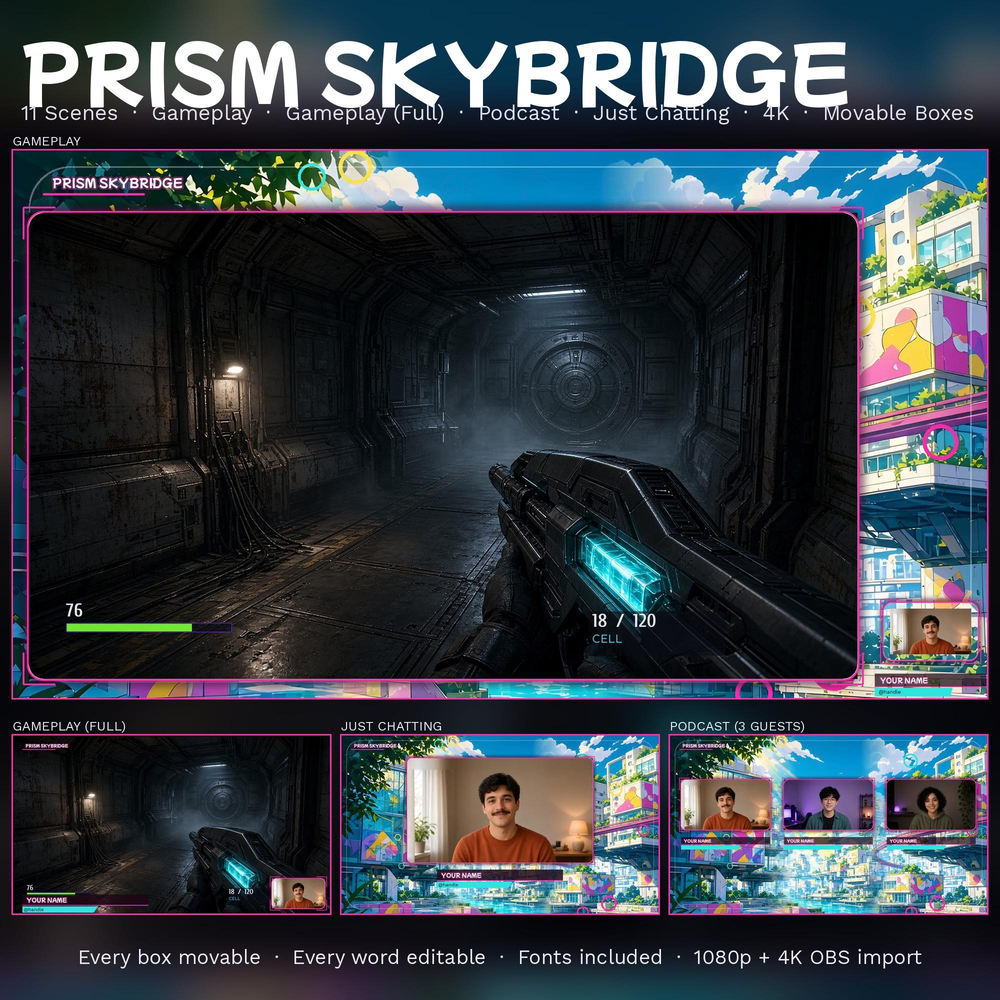 PRISM SKYBRIDGE
11 Scenes · Gameplay · Gameplay (Full) · Podcast · Just Chatting · 4K · Movable Boxes
GAMEPLAY
PRISM SKYBRIDGE
76
18 / 120
CELL
YOUR NAME
@handle
GAMEPLAY (FULL)
PRISM SKYBRIDGE
76
18 / 120
CELL
YOUR NAME
@handle
JUST CHATTING
PRISM SKYBRIDGE
YOUR NAME
@handle
PODCAST (3 GUESTS)
PRISM SKYBRIDGE
YOUR NAME
YOUR NAME
YOUR NAME
Every box movable · Every word editable · Fonts included · 1080p + 4K OBS import